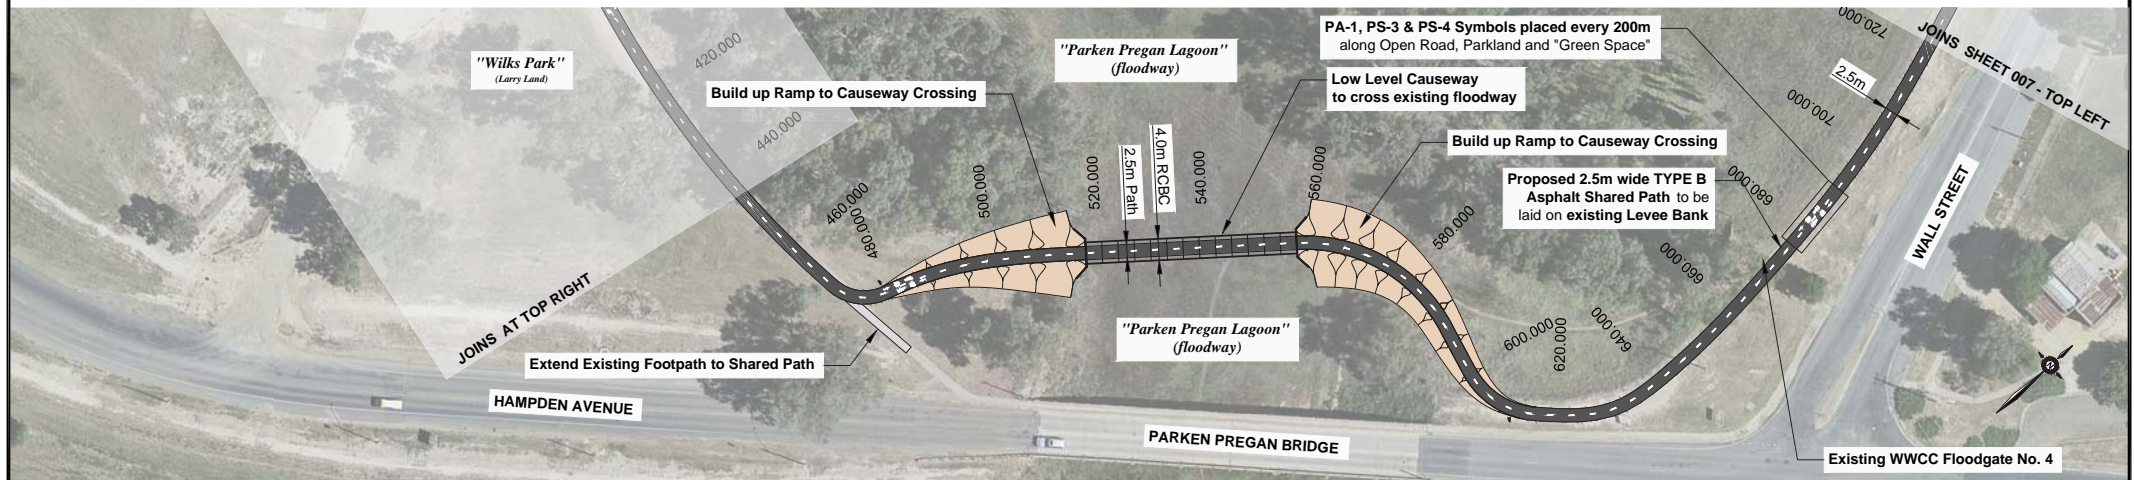 "Wilks Park"
(Larry Land)
420.000
440.000
Build up Ramp to Causeway Crossing
"Parken Pregan Lagoon"
(floodway)
PA-1, PS-3 & PS-4 Symbols placed every 200m
along Open Road, Parkland and "Green Space"
Low Level Causeway
to cross existing floodway
Build up Ramp to Causeway Crossing
Proposed 2.5m wide TYPE B
Asphalt Shared Path to be
laid on existing Levee Bank
720.000
JOINS SHEET 007 - TOP LEFT
2.5m
700.000
680.000
WALL STREET
460.000
480.000
500.000
520.000
2.5m Path
4.0m RCBC
540.000
560.000
580.000
600.000
620.000
640.000
660.000
JOINS AT TOP RIGHT
Extend Existing Footpath to Shared Path
"Parken Pregan Lagoon"
(floodway)
HAMPDEN AVENUE
PARKEN PREGAN BRIDGE
Existing WWCC Floodgate No. 4